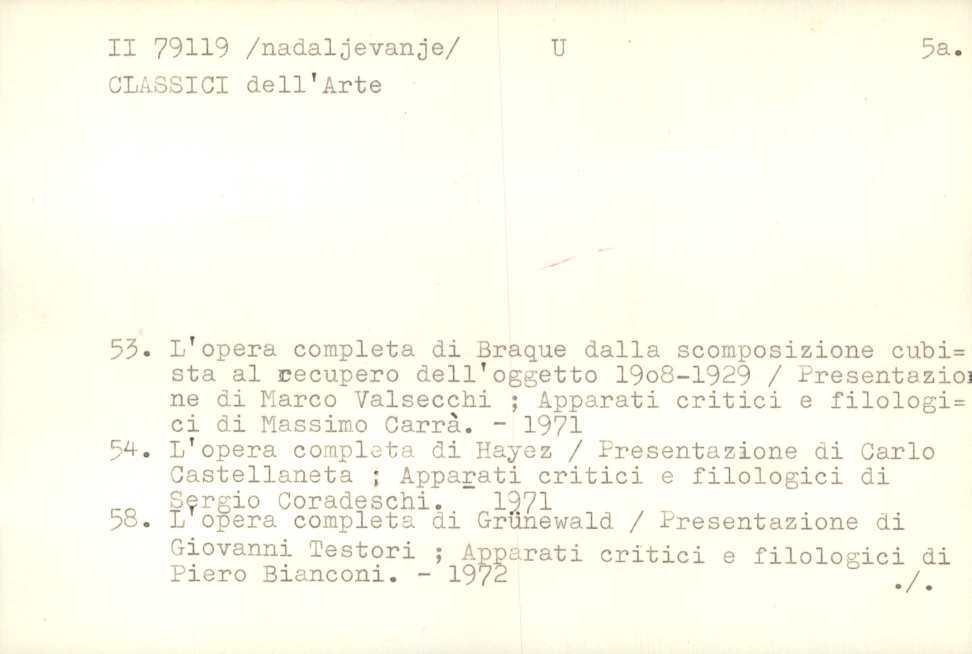 II 79119 /nadaljevanje/ U 5a.
CLASSICI dell'Arte
53. L'opera completa di Braque dalla scomposizione cubi=
sta al recupero dell'oggetto 19o8-1929 / Presentazio
ne di Marco Valsecchi ; Apparati critici e filologi=
ci di Massimo Carrà. - 1971
54. L'opera completa di Hayez / Presentazione di Carlo
Castellaneta ; Apparati critici e filologici di
Sergio Coradeschi. - 1971
58. L'opera completa di Grünewald / Presentazione di
Giovanni Testori ; Apparati critici e filologici di
Piero Bianconi. - 1972
./.